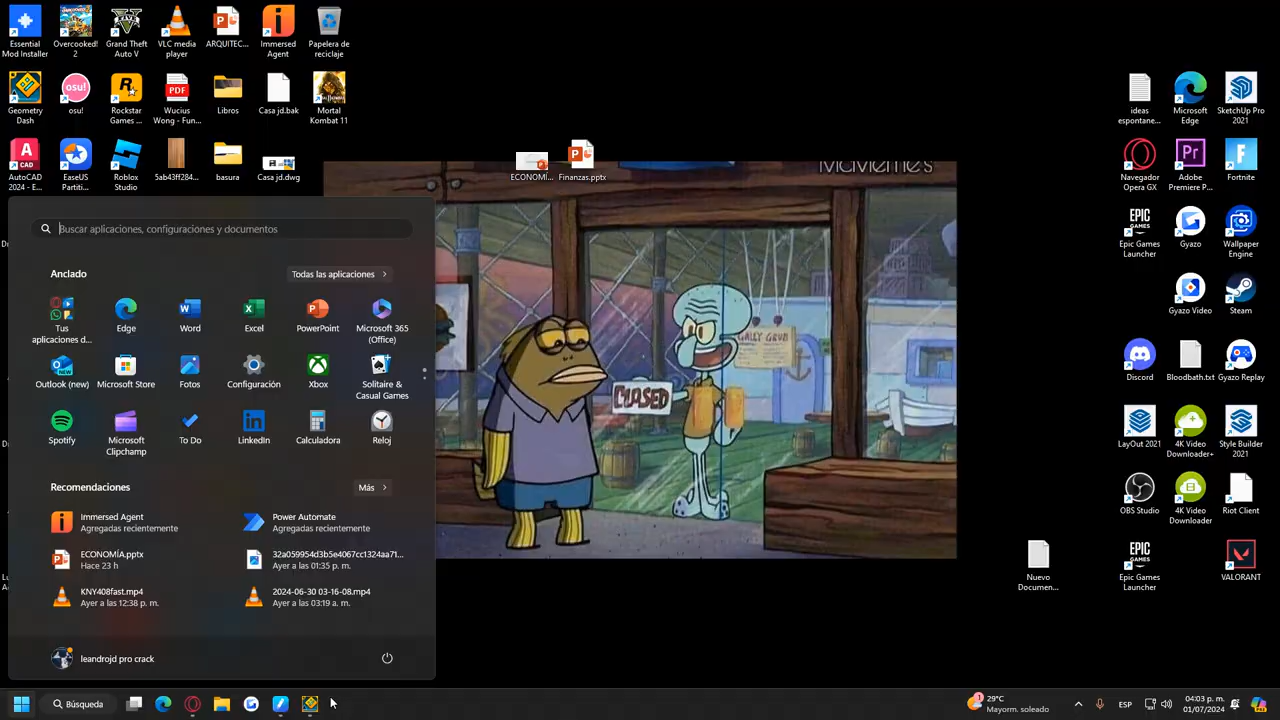 Essential
Mod Installer
Overcooked!
2
Grand Theft
Auto V
VLC media
player
ARQUITEC...
Immersed
Agent
Papelera de
reciclaje
Geometry
Dash
osu!
Rockstar
Games ...
Wucius
Wong - Fun...
Libros
Casa jd.bak
Mortal
Kombat 11
AutoCAD
2024 - E...
EaseUS
Partiti...
Roblox
Studio
5ab43ff284...
basura
Casa jd.dwg
ECONOMÍ...
Finanzas.pptx
ideas
espontane...
Microsoft
Edge
SketchUp Pro
2021
Navegador
Opera GX
Adobe
Premiere P...
Fortnite
Epic Games
Launcher
Gyazo
Wallpaper
Engine
Gyazo Video
Steam
Discord
Bloodbath.txt
Gyazo Replay
LayOut 2021
4K Video
Downloader+
Style Builder
2021
OBS Studio
4K Video
Downloader
Riot Client
Nuevo
Documen...
Epic Games
Launcher
VALORANT
CLOSED
Buscar aplicaciones, configuraciones y documentos
Anclado
Todas las aplicaciones
Tus
aplicaciones d...
Edge
Word
Excel
PowerPoint
Microsoft 365
(Office)
Outlook (new)
Microsoft Store
Fotos
Configuración
Xbox
Solitaire &
Casual Games
Spotify
Microsoft
Clipchamp
To Do
LinkedIn
Calculadora
Reloj
Recomendaciones
Más
Immersed Agent
Agregadas recientemente
Power Automate
Agregadas recientemente
ECONOMÍA.pptx
Hace 23 h
32a059954d3b5e4067cc1324aa71...
Ayer a las 01:35 p. m.
KNY408fast.mp4
Ayer a las 12:38 p. m.
2024-06-30 03-16-08.mp4
Ayer a las 03:19 a. m.
leandrojd pro crack
Búsqueda
29°C
Mayorm. soleado
ESP
04:03 p. m.
01/07/2024